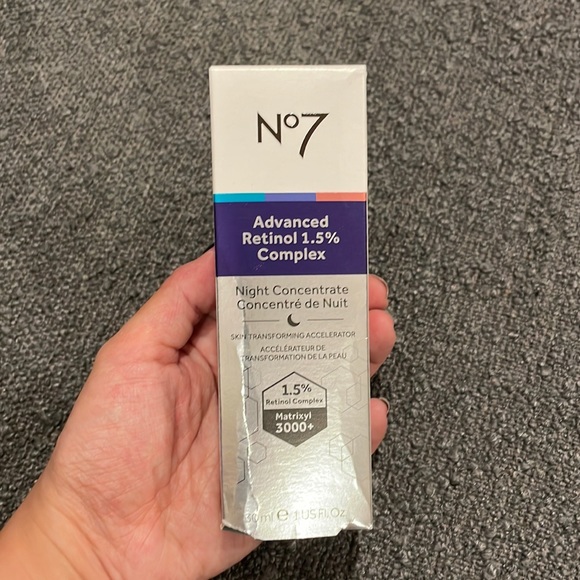 No7
Advanced
Retinol 1.5%
Complex
Night Concentrate
Concentré de Nuit
SKIN TRANSFORMING ACCELERATOR
ACCÉLÉRATEUR DE
TRANSFORMATION DE LA PEAU
1.5%
Retinol Complex
Matrixyl
3000+
30ml ℮ 1 US Fl.Oz.